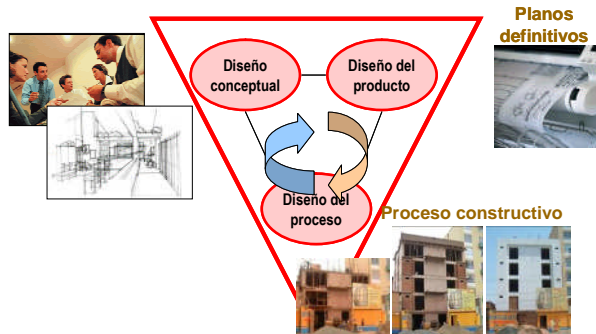 Planos
definitivos
Diseño
conceptual
Diseño del
producto
Diseño del
proceso
Proceso constructivo